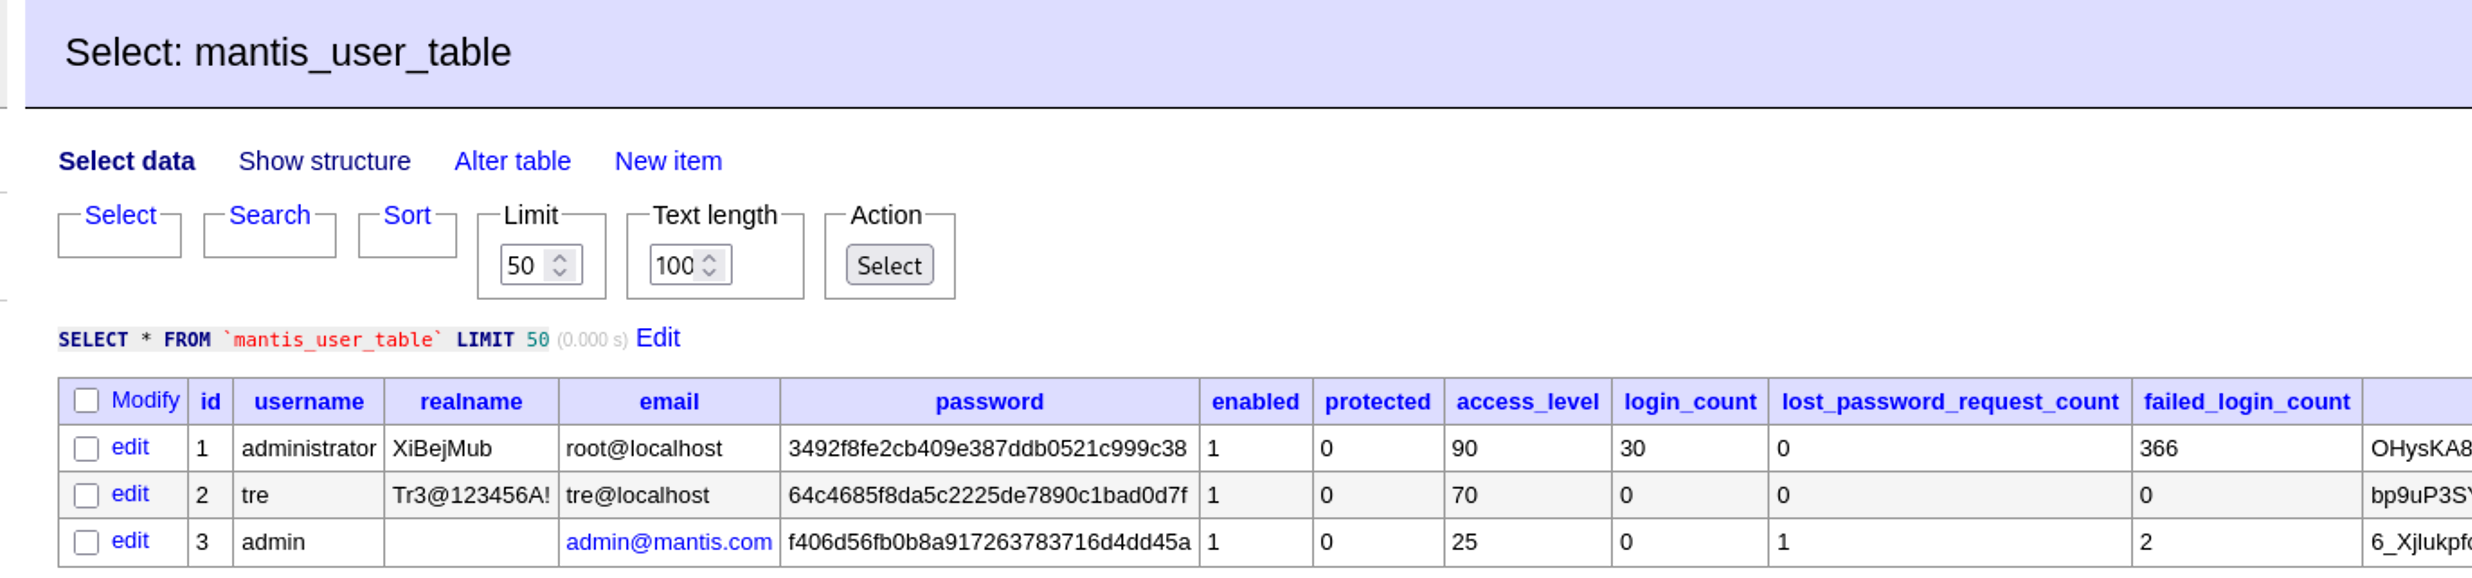 Select: mantis_user_table
Select data Show structure Alter table New item
Select Search Sort Limit Text length Action
50 100 Select
SELECT * FROM `mantis_user_table` LIMIT 50 (0.000 s) Edit
Modify id username realname email password enabled protected access_level login_count lost_password_request_count failed_login_count
edit 1 administrator XiBejMub root@localhost 3492f8fe2cb409e387ddb0521c999c38 1 0 90 30 0 366 OHysKA8
edit 2 tre Tr3@123456A! tre@localhost 64c4685f8da5c2225de7890c1bad0d7f 1 0 70 0 0 0 bp9uP3SY
edit 3 admin admin@mantis.com f406d56fb0b8a917263783716d4dd45a 1 0 25 0 1 2